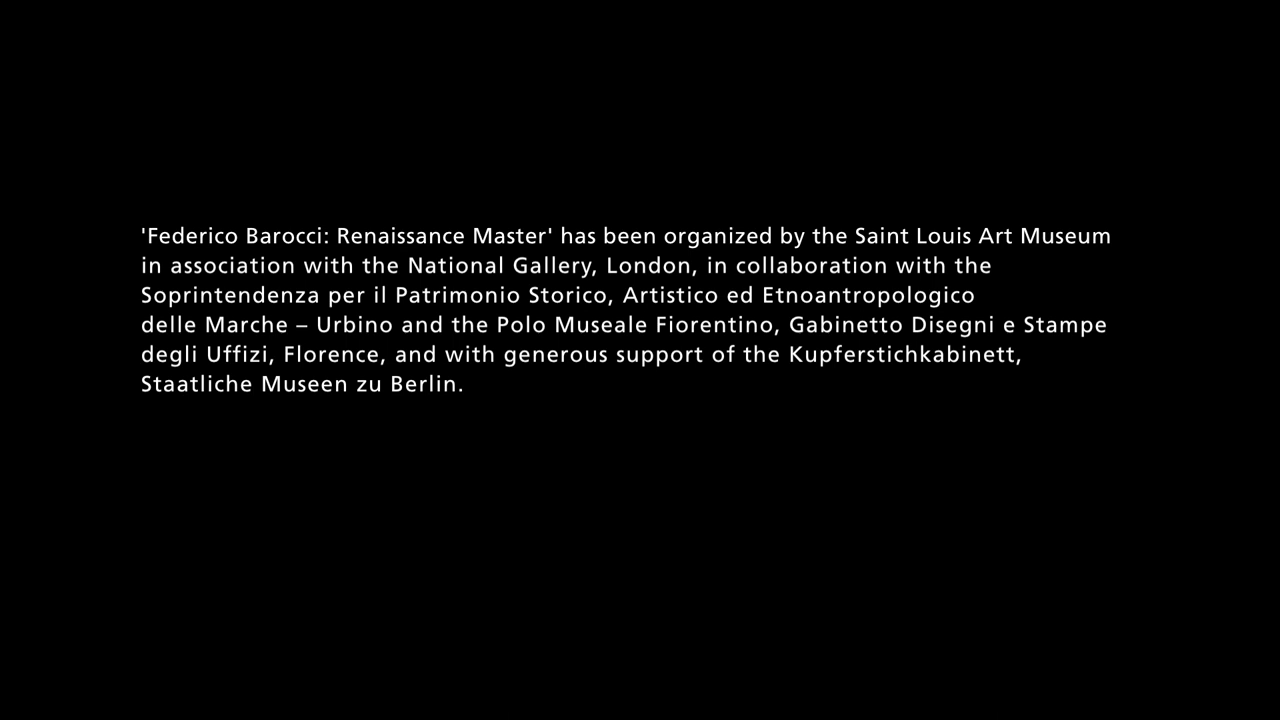 'Federico Barocci: Renaissance Master' has been organized by the Saint Louis Art Museum
in association with the National Gallery, London, in collaboration with the
Soprintendenza per il Patrimonio Storico, Artistico ed Etnoantropologico
delle Marche – Urbino and the Polo Museale Fiorentino, Gabinetto Disegni e Stampe
degli Uffizi, Florence, and with generous support of the Kupferstichkabinett,
Staatliche Museen zu Berlin.